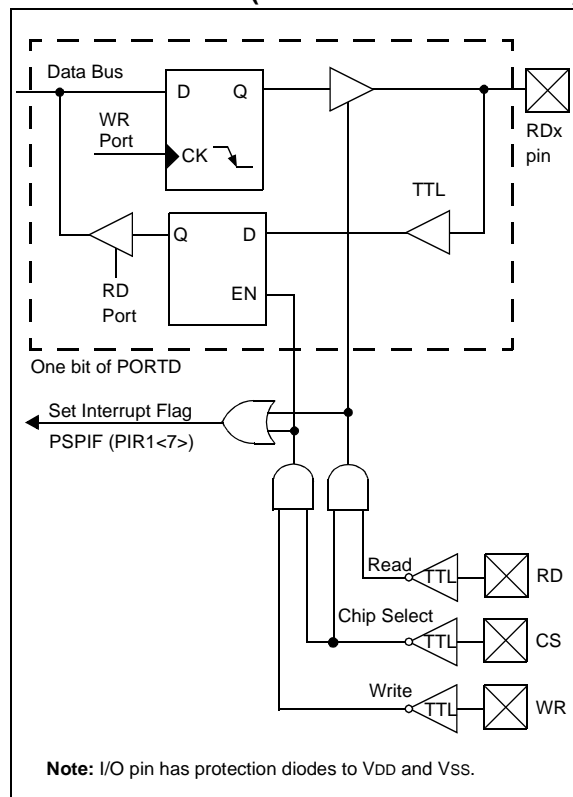 (
Data Bus
D Q
WR
Port
CK
RDx
pin
TTL
Q D
RD
Port
EN
One bit of PORTD
Set Interrupt Flag
PSPIF (PIR1<7>)
Read
TTL
RD
Chip Select
TTL
CS
Write
TTL
WR
Note: I/O pin has protection diodes to VDD and VSS.